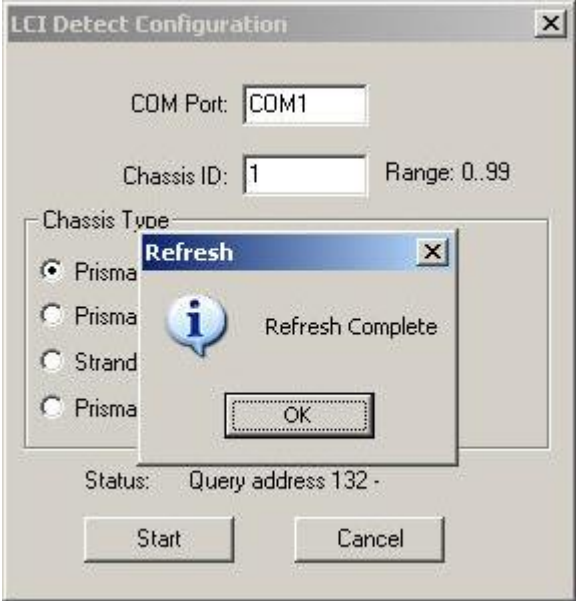 LCI Detect Configuration
COM Port: COM1
Chassis ID: 1 Range: 0..99
Chassis Type
Refresh
Prisma
Refresh Complete
Prisma
Strand
Prisma
OK
Status: Query address 132 -
Start Cancel